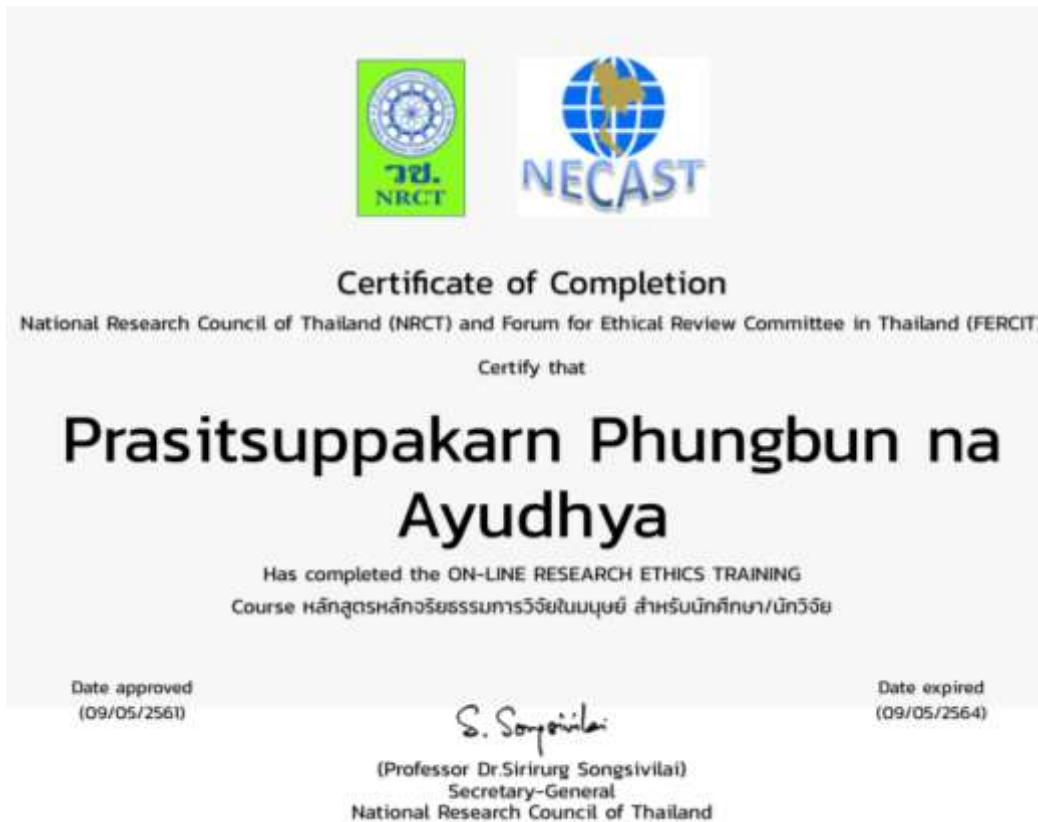 วช.
NRCT
NECAST
Certificate of Completion
National Research Council of Thailand (NRCT) and Forum for Ethical Review Committee in Thailand (FERCIT)
Certify that
Prasitsuppakarn Phungbun na
Ayudhya
Has completed the ON-LINE RESEARCH ETHICS TRAINING
Course หลักสูตรหลักจริยธรรมการวิจัยในมนุษย์ สำหรับนักศึกษา/นักวิจัย
Date approved
(09/05/2561)
Date expired
(09/05/2564)
S. Songsivilai
(Professor Dr.Sirirurg Songsivilai)
Secretary-General
National Research Council of Thailand